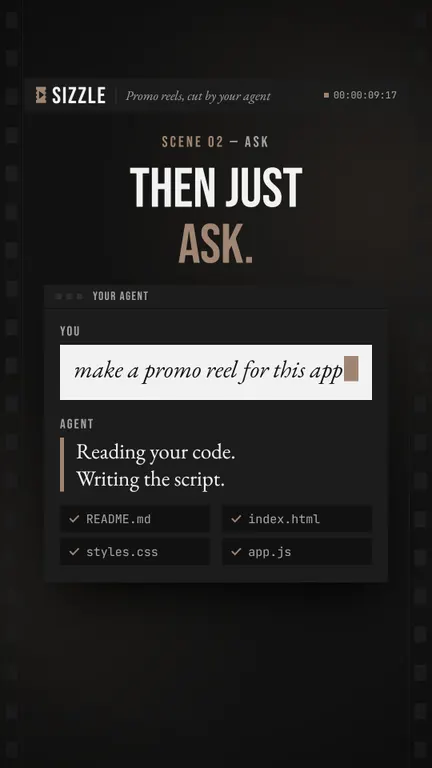 SIZZLE
Promo reels, cut by your agent
00:00:09:17
SCENE 02 — ASK
THEN JUST
ASK.
YOUR AGENT
YOU
make a promo reel for this app
AGENT
Reading your code.
Writing the script.
✓ README.md
✓ index.html
✓ styles.css
✓ app.js